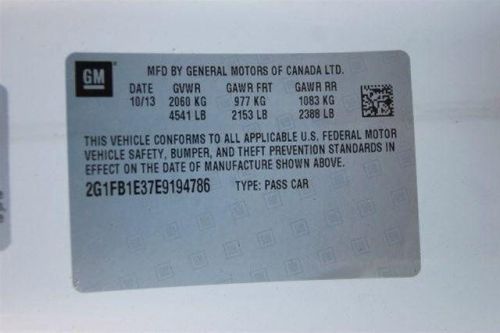 GM
MFD BY GENERAL MOTORS OF CANADA LTD.
DATE GVWR GAWR FRT GAWR RR
10/13 2060 KG 977 KG 1083 KG
4541 LB 2153 LB 2388 LB
THIS VEHICLE CONFORMS TO ALL APPLICABLE U.S. FEDERAL MOTOR
VEHICLE SAFETY, BUMPER, AND THEFT PREVENTION STANDARDS IN
EFFECT ON THE DATE OF MANUFACTURE SHOWN ABOVE.
2G1FB1E37E9194786 TYPE: PASS CAR